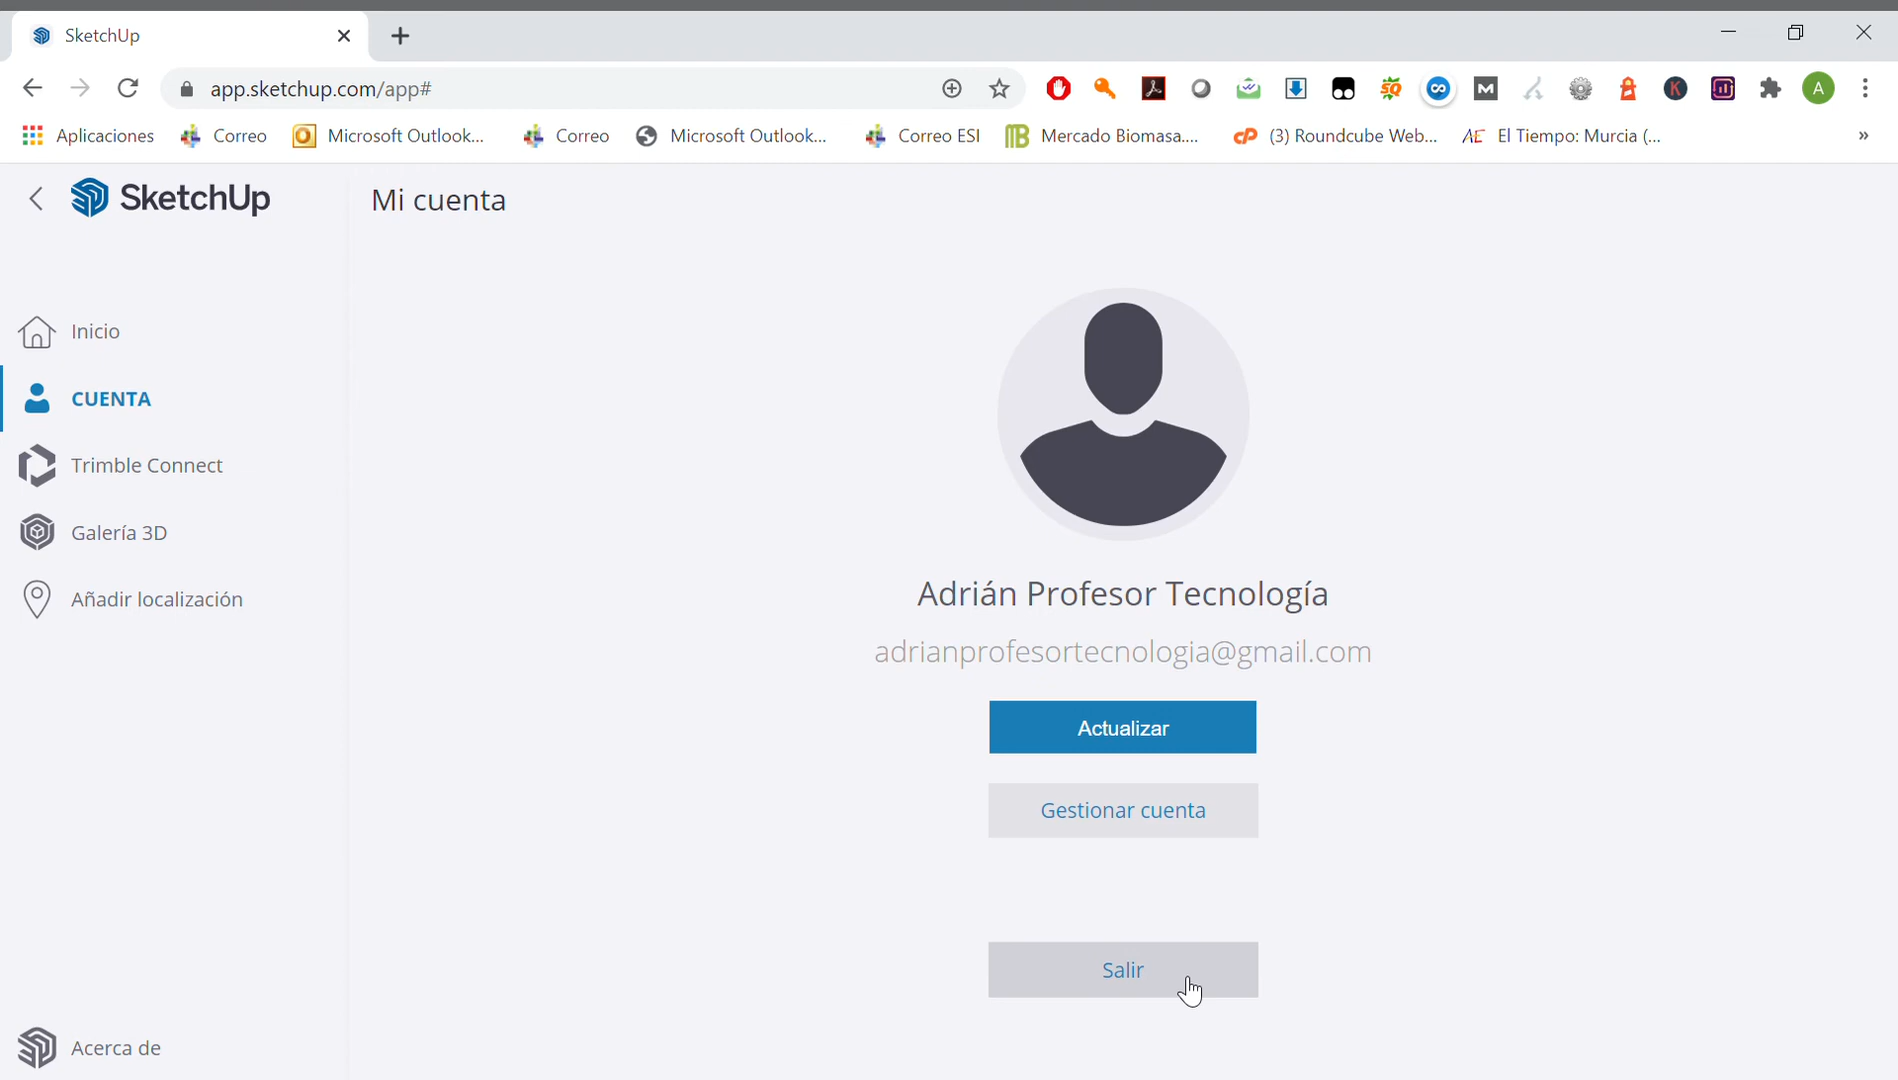 SketchUp
app.sketchup.com/app#
Aplicaciones Correo Microsoft Outlook... Correo Microsoft Outlook... Correo ESI Mercado Biomasa.... (3) Roundcube Web... El Tiempo: Murcia (... »
SketchUp
Mi cuenta
Inicio
CUENTA
Trimble Connect
Galería 3D
Añadir localización
Adrián Profesor Tecnología
adrianprofesortecnologia@gmail.com
Actualizar
Gestionar cuenta
Salir
Acerca de